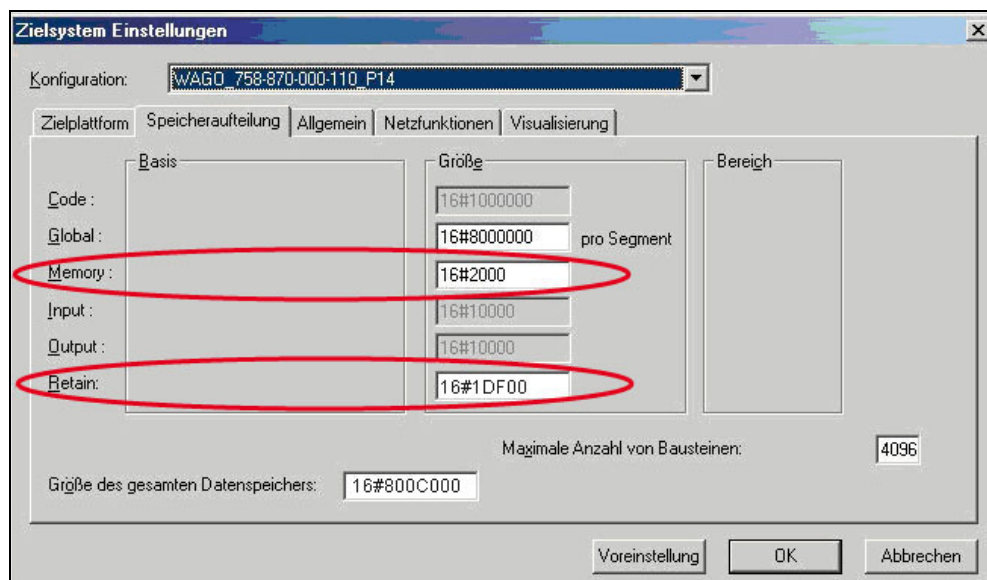 Zielsystem Einstellungen
Konfiguration: WAGO_758-870-000-110_P14
Zielplattform Speicheraufteilung Allgemein Netzfunktionen Visualisierung
Basis Größe Bereich
Code : 16#1000000
Global : 16#8000000 pro Segment
Memory : 16#2000
Input : 16#10000
Output : 16#10000
Retain: 16#1DF00
Maximale Anzahl von Bausteinen: 4096
Größe des gesamten Datenspeichers: 16#800C000
Voreinstellung OK Abbrechen